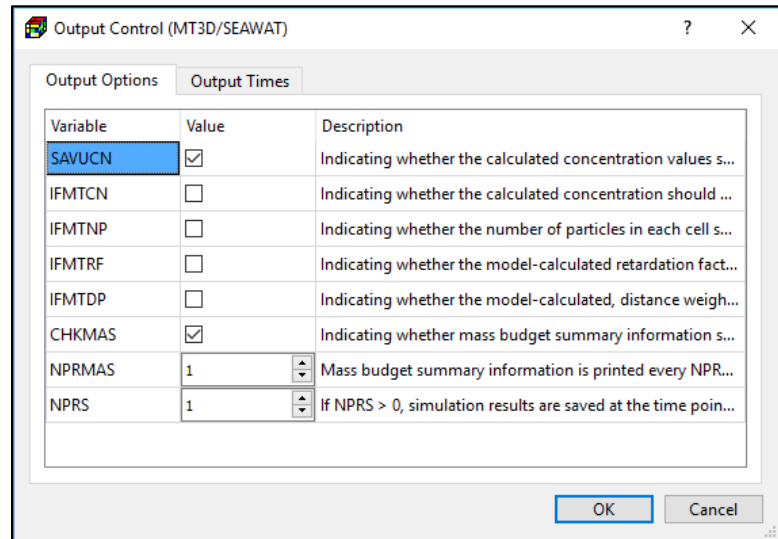 Output Control (MT3D/SEAWAT)
?
Output Options Output Times
Variable Value Description
SAVUCN Indicating whether the calculated concentration values s...
IFMTCN Indicating whether the calculated concentration should ...
IFMTNP Indicating whether the number of particles in each cell s...
IFMTRF Indicating whether the model-calculated retardation fact...
IFMTDP Indicating whether the model-calculated, distance weigh...
CHKMAS Indicating whether mass budget summary information s...
NPRMAS 1 Mass budget summary information is printed every NPR...
NPRS 1 If NPRS > 0, simulation results are saved at the time poin...
OK Cancel